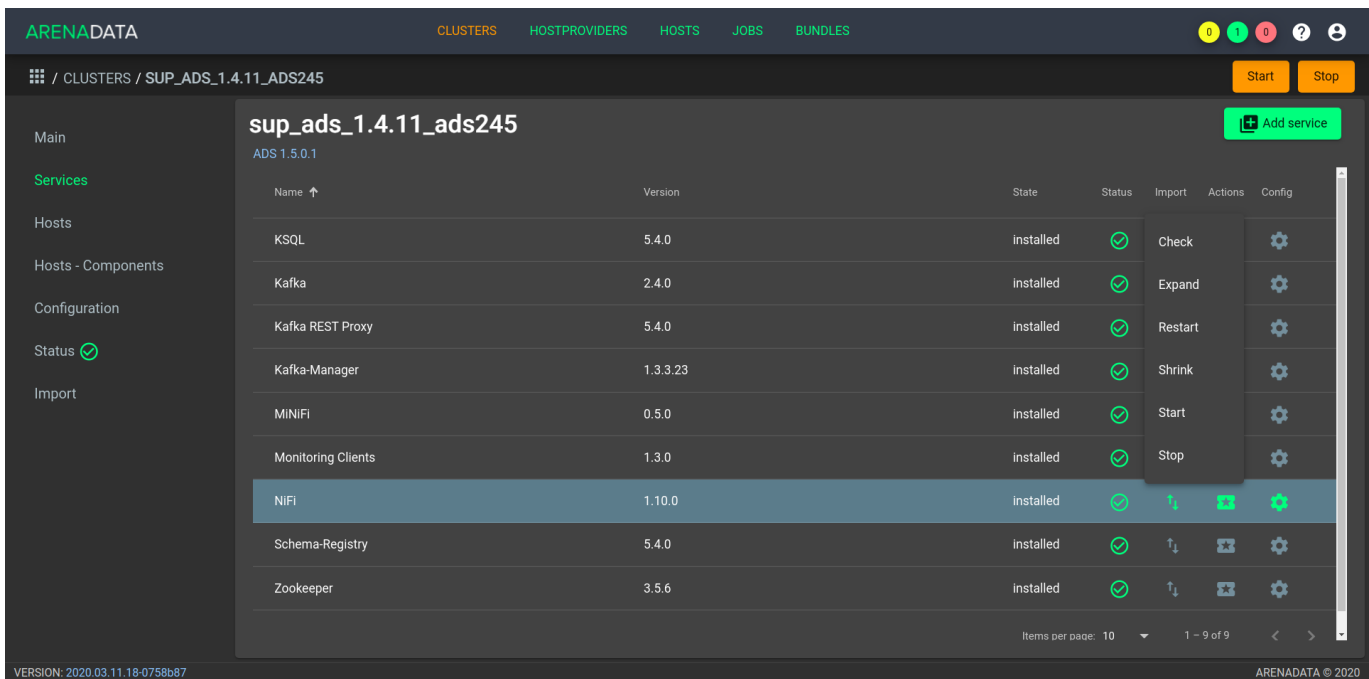 ARENADATA CLUSTERS HOSTPROVIDERS HOSTS JOBS BUNDLES 0 1 0 ?
/ CLUSTERS / SUP_ADS_1.4.11_ADS245 Start Stop
Main
Services
Hosts
Hosts - Components
Configuration
Status
Import
sup_ads_1.4.11_ads245 Add service
ADS 1.5.0.1
Name Version State Status Import Actions Config
KSQL 5.4.0 installed
Kafka 2.4.0 installed
Kafka REST Proxy 5.4.0 installed
Kafka-Manager 1.3.3.23 installed
MiNiFi 0.5.0 installed
Monitoring Clients 1.3.0 installed
NiFi 1.10.0 installed
Schema-Registry 5.4.0 installed
Zookeeper 3.5.6 installed
Check
Expand
Restart
Shrink
Start
Stop
Items per page: 10 1 – 9 of 9
VERSION: 2020.03.11.18-0758b87 ARENADATA © 2020